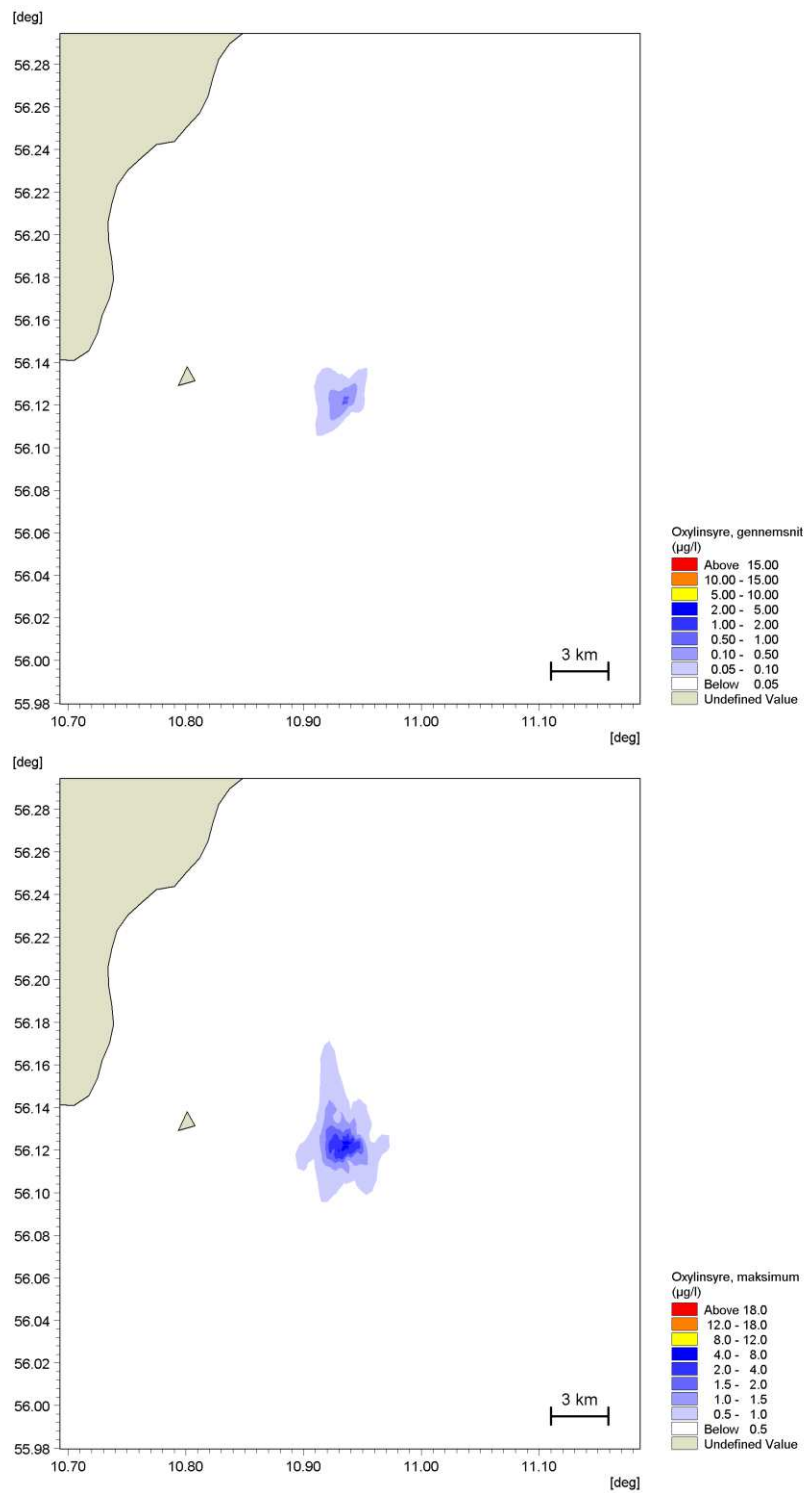 [deg]
56.28
56.26
56.24
56.22
56.20
56.18
56.16
56.14
56.12
56.10
56.08
56.06
56.04
56.02
56.00
55.98
3 km
10.70 10.80 10.90 11.00 11.10
[deg]
Oxylinsyre, gennemsnit
(µg/l)
Above 15.00
10.00 - 15.00
5.00 - 10.00
2.00 - 5.00
1.00 - 2.00
0.50 - 1.00
0.10 - 0.50
0.05 - 0.10
Below 0.05
Undefined Value
[deg]
56.28
56.26
56.24
56.22
56.20
56.18
56.16
56.14
56.12
56.10
56.08
56.06
56.04
56.02
56.00
55.98
3 km
10.70 10.80 10.90 11.00 11.10
[deg]
Oxylinsyre, maksimum
(µg/l)
Above 18.0
12.0 - 18.0
8.0 - 12.0
4.0 - 8.0
2.0 - 4.0
1.5 - 2.0
1.0 - 1.5
0.5 - 1.0
Below 0.5
Undefined Value